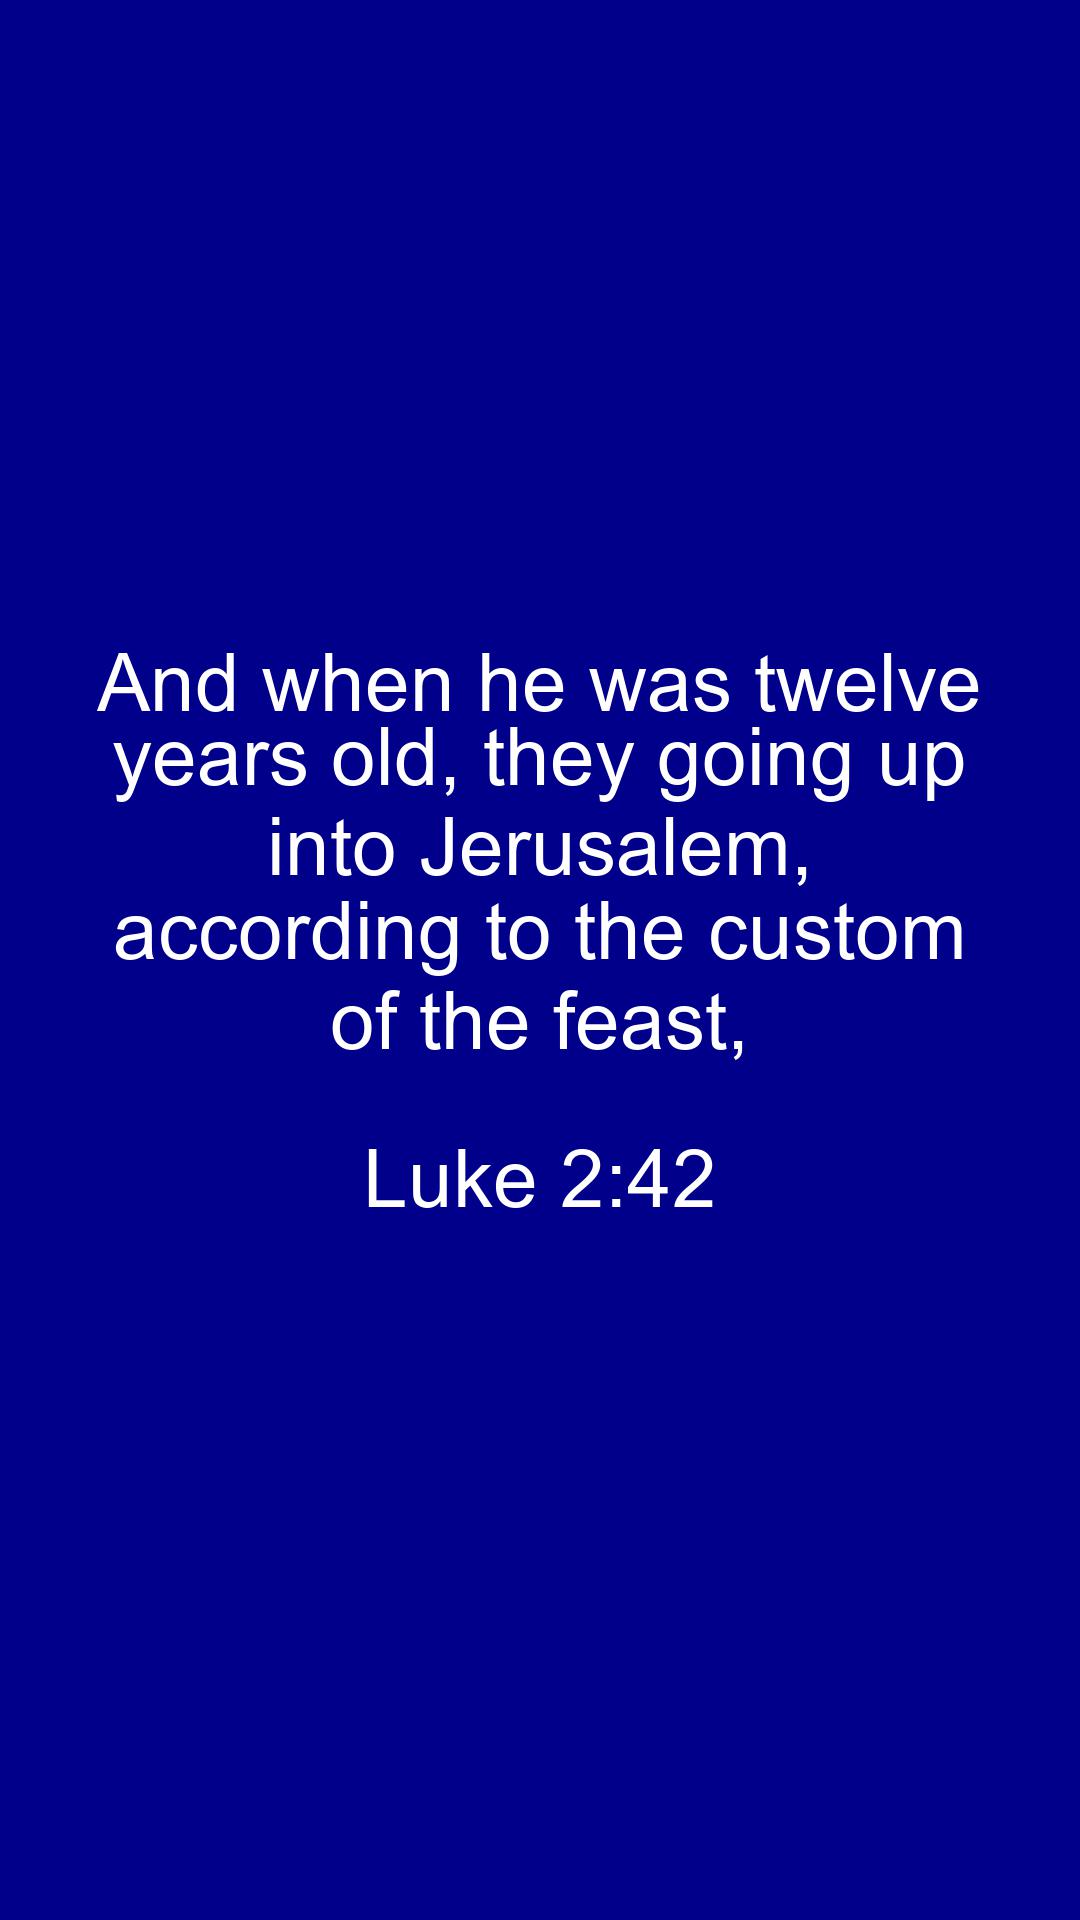 And when he was twelve
years old, they going up
into Jerusalem,
according to the custom
of the feast,
Luke 2:42